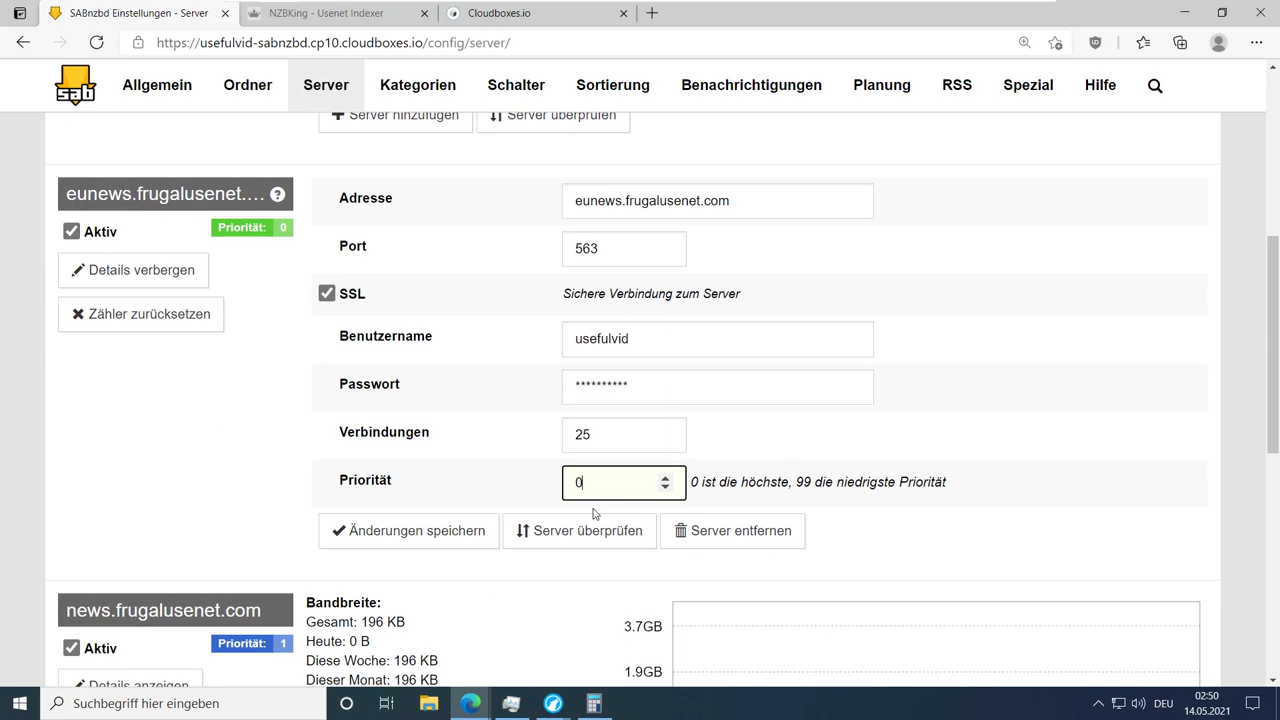 SABnzbd Einstellungen - Server
NZBKing - Usenet Indexer
Cloudboxes.io
https://usefulvid-sabnzbd.cp10.cloudboxes.io/config/server/
sab
Allgemein
Ordner
Server
Kategorien
Schalter
Sortierung
Benachrichtigungen
Planung
RSS
Spezial
Hilfe
Server hinzufügen
Server überprüfen
eunews.frugalusenet....
Aktiv
Priorität: 0
Details verbergen
Zähler zurücksetzen
Adresse
eunews.frugalusenet.com
Port
563
SSL
Sichere Verbindung zum Server
Benutzername
usefulvid
Passwort
**********
Verbindungen
25
Priorität
0
0 ist die höchste, 99 die niedrigste Priorität
Änderungen speichern
Server überprüfen
Server entfernen
news.frugalusenet.com
Aktiv
Priorität: 1
Details anzeigen
Bandbreite:
Gesamt: 196 KB
Heute: 0 B
Diese Woche: 196 KB
Dieser Monat: 196 KB
3.7GB
1.9GB
Suchbegriff hier eingeben
DEU
02:50
14.05.2021